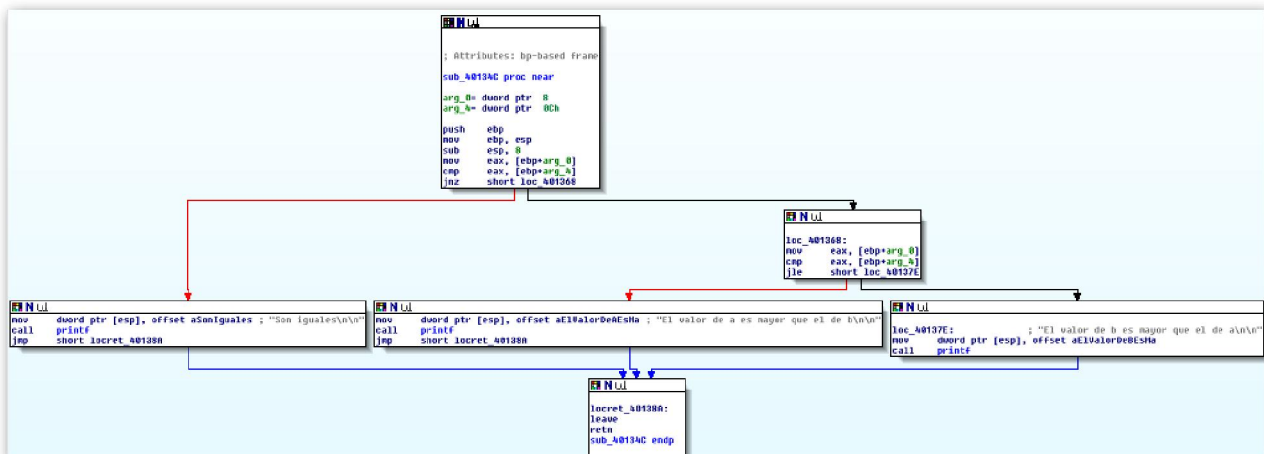 ; Attributes: bp-based frame
sub_40134C proc near
arg_0= dword ptr 8
arg_4= dword ptr 0Ch
push ebp
mov ebp, esp
sub esp, 8
mov eax, [ebp+arg_0]
cmp eax, [ebp+arg_4]
jnz short loc_401368
loc_401368:
mov eax, [ebp+arg_0]
cmp eax, [ebp+arg_4]
jle short loc_40137E
mov dword ptr [esp], offset aSonIguales ; "Son iguales\n\n"
call printf
jmp short locret_40138A
mov dword ptr [esp], offset aElValorDeAEsMa ; "El valor de a es mayor que el de b\n\n"
call printf
jmp short locret_40138A
loc_40137E: ; "El valor de b es mayor que el de a\n\n"
mov dword ptr [esp], offset aElValorDeBEsMa
call printf
locret_40138A:
leave
retn
sub_40134C endp